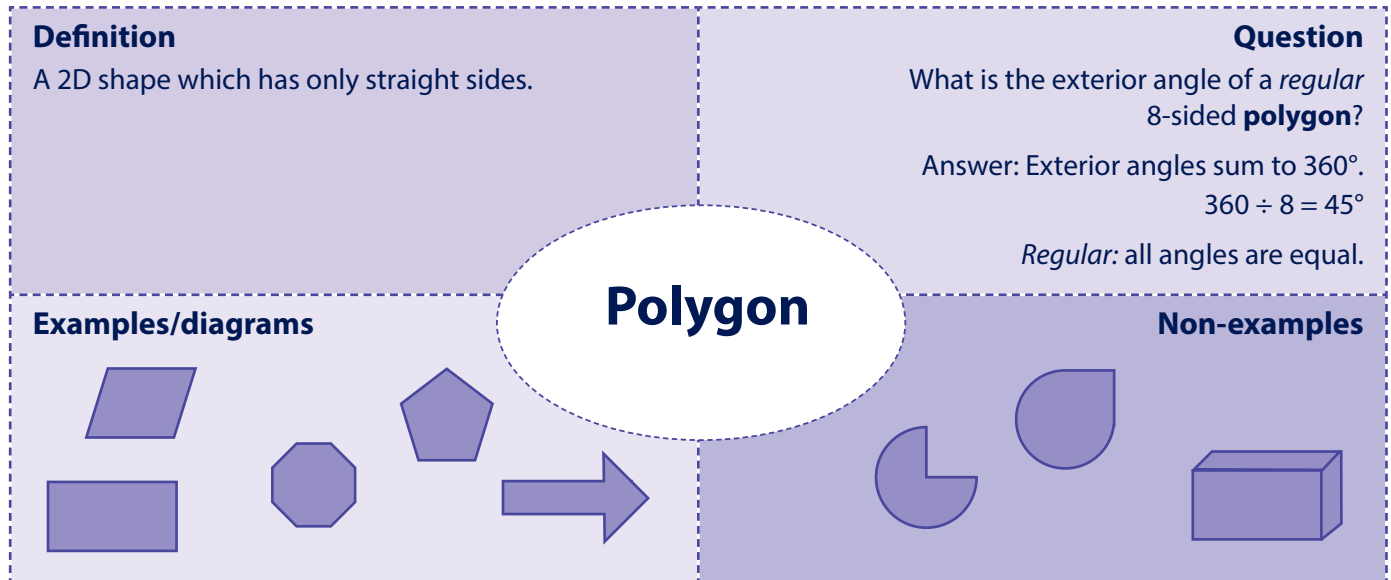 Definition
A 2D shape which has only straight sides.
Question
What is the exterior angle of a regular
8-sided polygon?
Answer: Exterior angles sum to 360°.
360 ÷ 8 = 45°
Regular: all angles are equal.
Polygon
Examples/diagrams
Non-examples